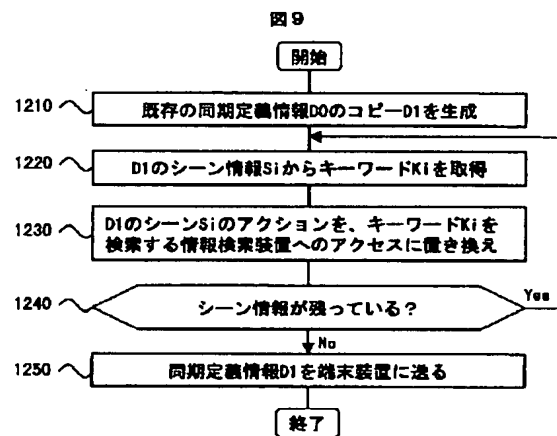 図9
開始
1210
既存の同期定義情報D0のコピーD1を生成
1220
D1のシーン情報SiからキーワードKiを取得
1230
D1のシーンSiのアクションを、キーワードKiを
検索する情報検索装置へのアクセスに置き換え
1240
シーン情報が残っている?
Yes
No
1250
同期定義情報D1を端末装置に送る
終了